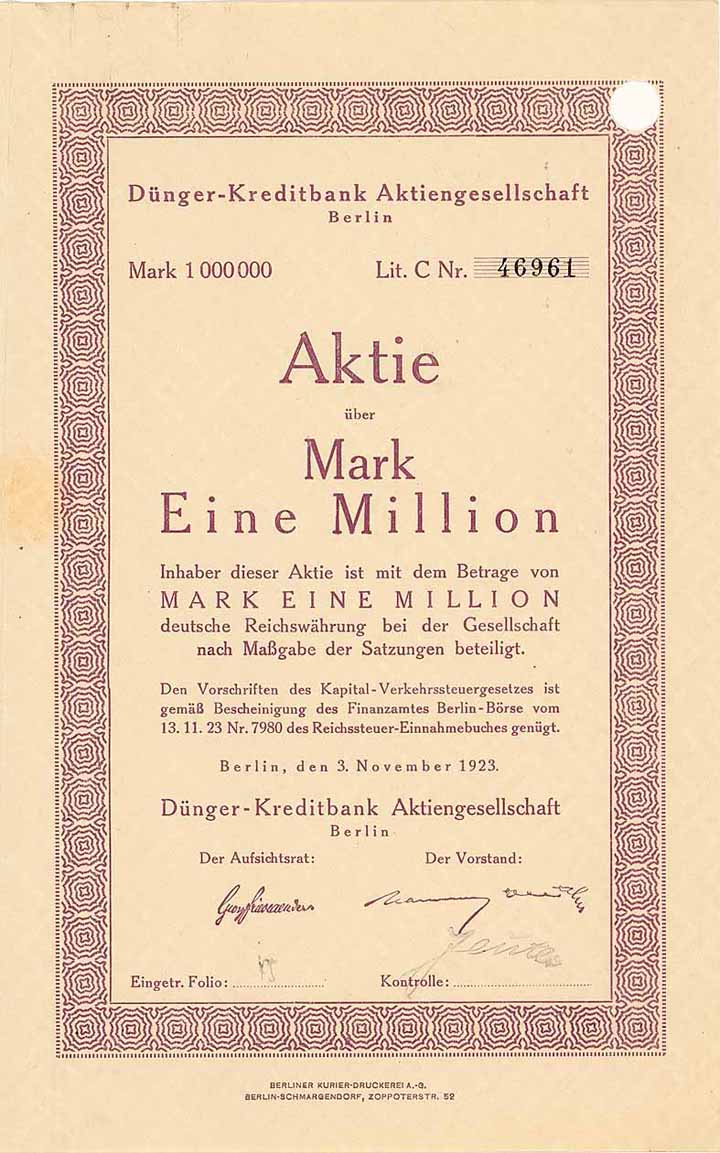 Dünger-Kreditbank Aktiengesellschaft
Berlin
Mark 1 000 000 Lit. C Nr. 46961
Aktie
über
Mark
Eine Million
Inhaber dieser Aktie ist mit dem Betrage von
MARK EINE MILLION
deutsche Reichswährung bei der Gesellschaft
nach Maßgabe der Satzungen beteiligt.
Den Vorschriften des Kapital-Verkehrssteuergesetzes ist
gemäß Bescheinigung des Finanzamtes Berlin-Börse vom
13. 11. 23 Nr. 7980 des Reichssteuer-Einnahmebuches genügt.
Berlin, den 3. November 1923.
Dünger-Kreditbank Aktiengesellschaft
Berlin
Der Aufsichtsrat: Der Vorstand:
Eingetr. Folio: Kontrolle:
BERLINER KURIER-DRUCKEREI A.-G.
BERLIN-SCHMARGENDORF, ZOPPOTERSTR. 52